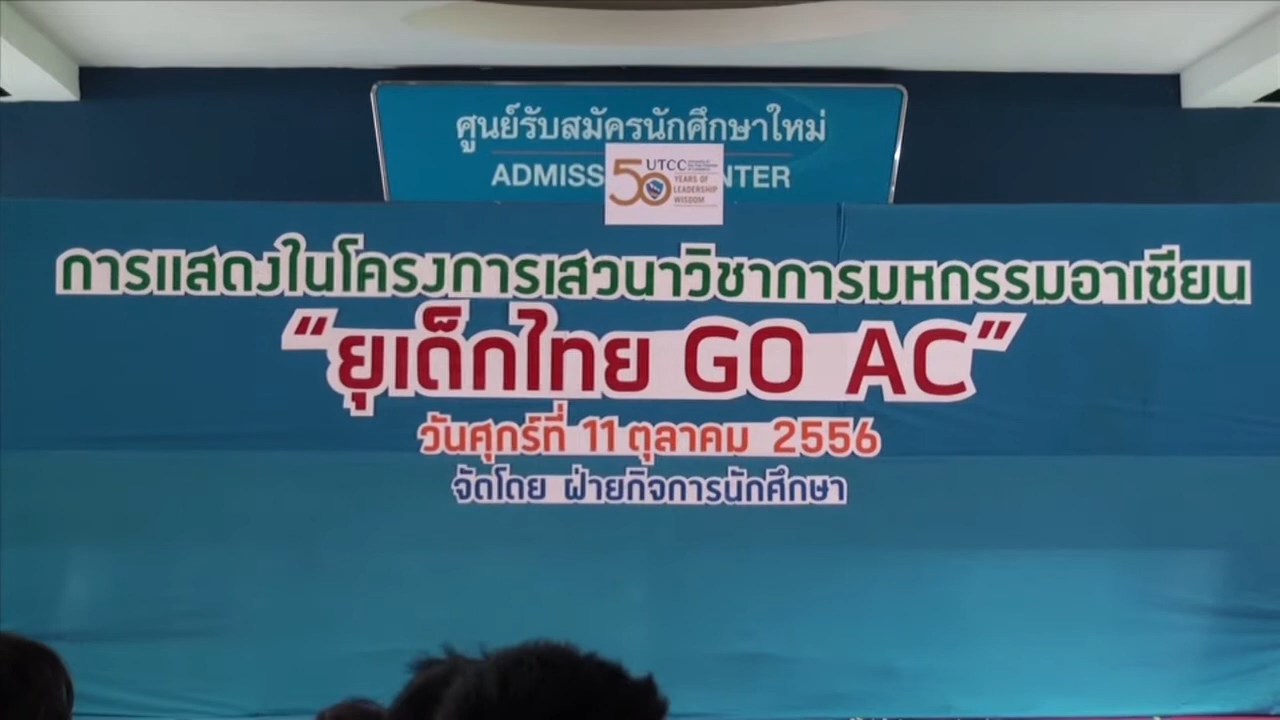 ศูนย์รับสมัครนักศึกษาใหม่
ADMISS NTER
50 UTCC
YEARS OF
LEADERSHIP
WISDOM
การแสดงในโครงการเสวนาวิชาการมหกรรมอาเซียน
“ยุเด็กไทย GO AC”
วันศุกร์ที่ 11 ตุลาคม 2556
จัดโดย ฝ่ายกิจการนักศึกษา